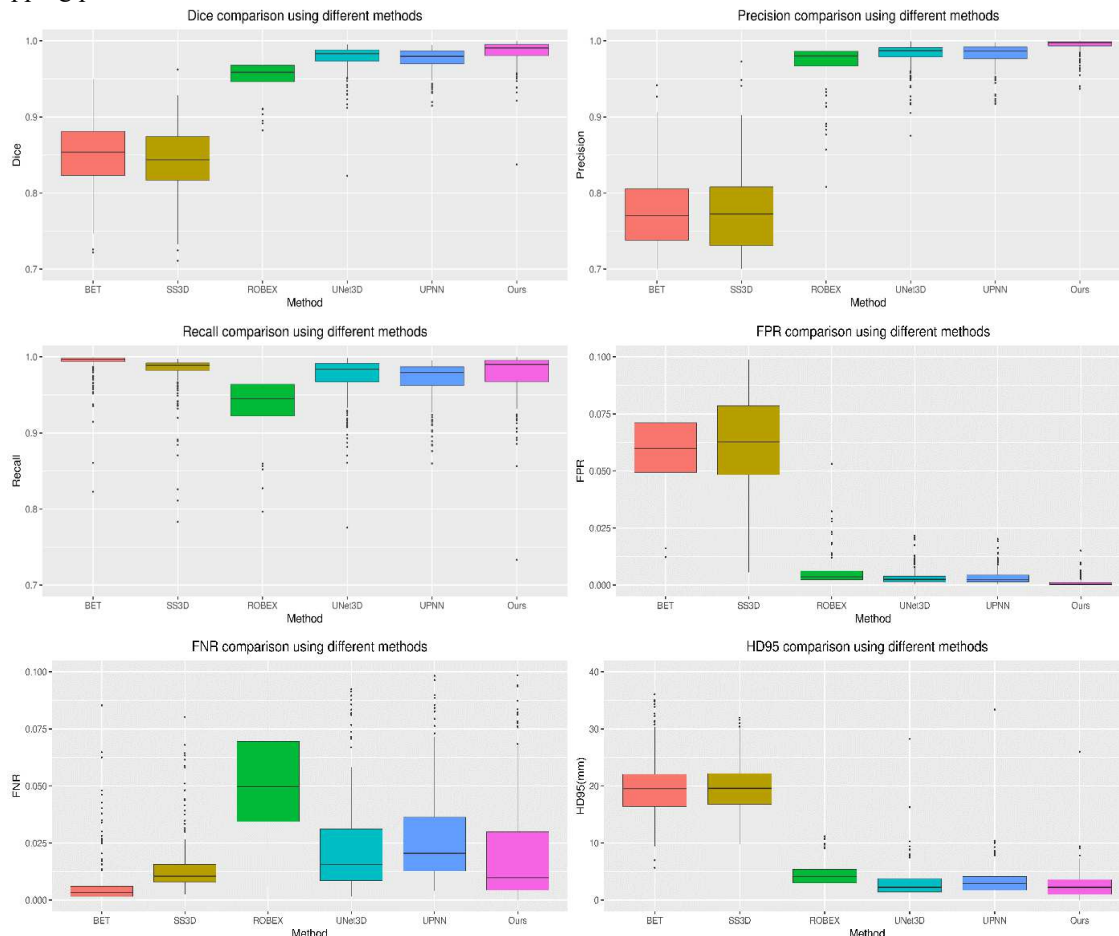 Dice comparison using different methods
1.0
0.9
0.8
0.7
Dice
BET SS3D ROBEX UNet3D UPNN Ours
Method
Precision comparison using different methods
1.0
0.9
0.8
0.7
Precision
BET SS3D ROBEX UNet3D UPNN Ours
Method
Recall comparison using different methods
1.0
0.9
0.8
0.7
Recall
BET SS3D ROBEX UNet3D UPNN Ours
Method
FPR comparison using different methods
0.100
0.075
0.050
0.025
0.000
FPR
BET SS3D ROBEX UNet3D UPNN Ours
Method
FNR comparison using different methods
0.100
0.075
0.050
0.025
0.000
FNR
BET SS3D ROBEX UNet3D UPNN Ours
Method
HD95 comparison using different methods
40
30
20
10
0
HD95(mm)
BET SS3D ROBEX UNet3D UPNN Ours
Method